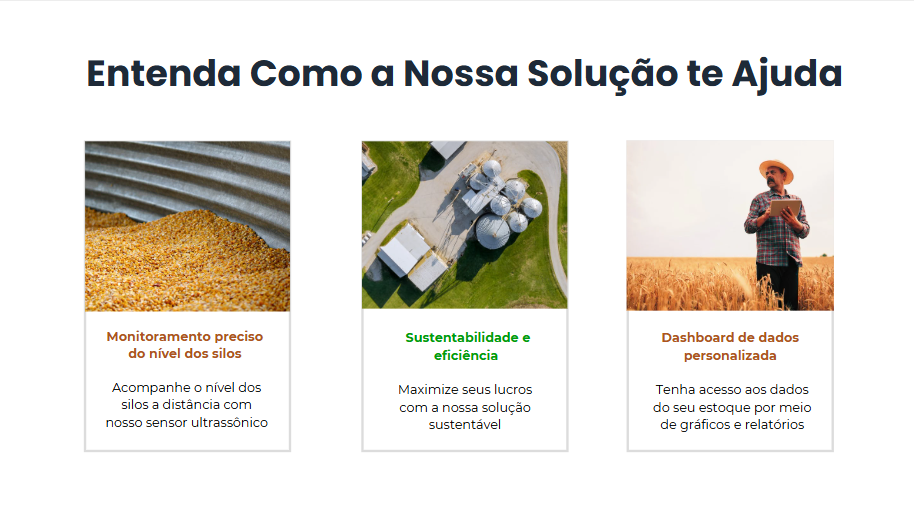 Entenda Como a Nossa Solução te Ajuda
Monitoramento preciso
do nível dos silos
Acompanhe o nível dos
silos a distância com
nosso sensor ultrassônico
Sustentabilidade e
eficiência
Maximize seus lucros
com a nossa solução
sustentável
Dashboard de dados
personalizada
Tenha acesso aos dados
do seu estoque por meio
de gráficos e relatórios